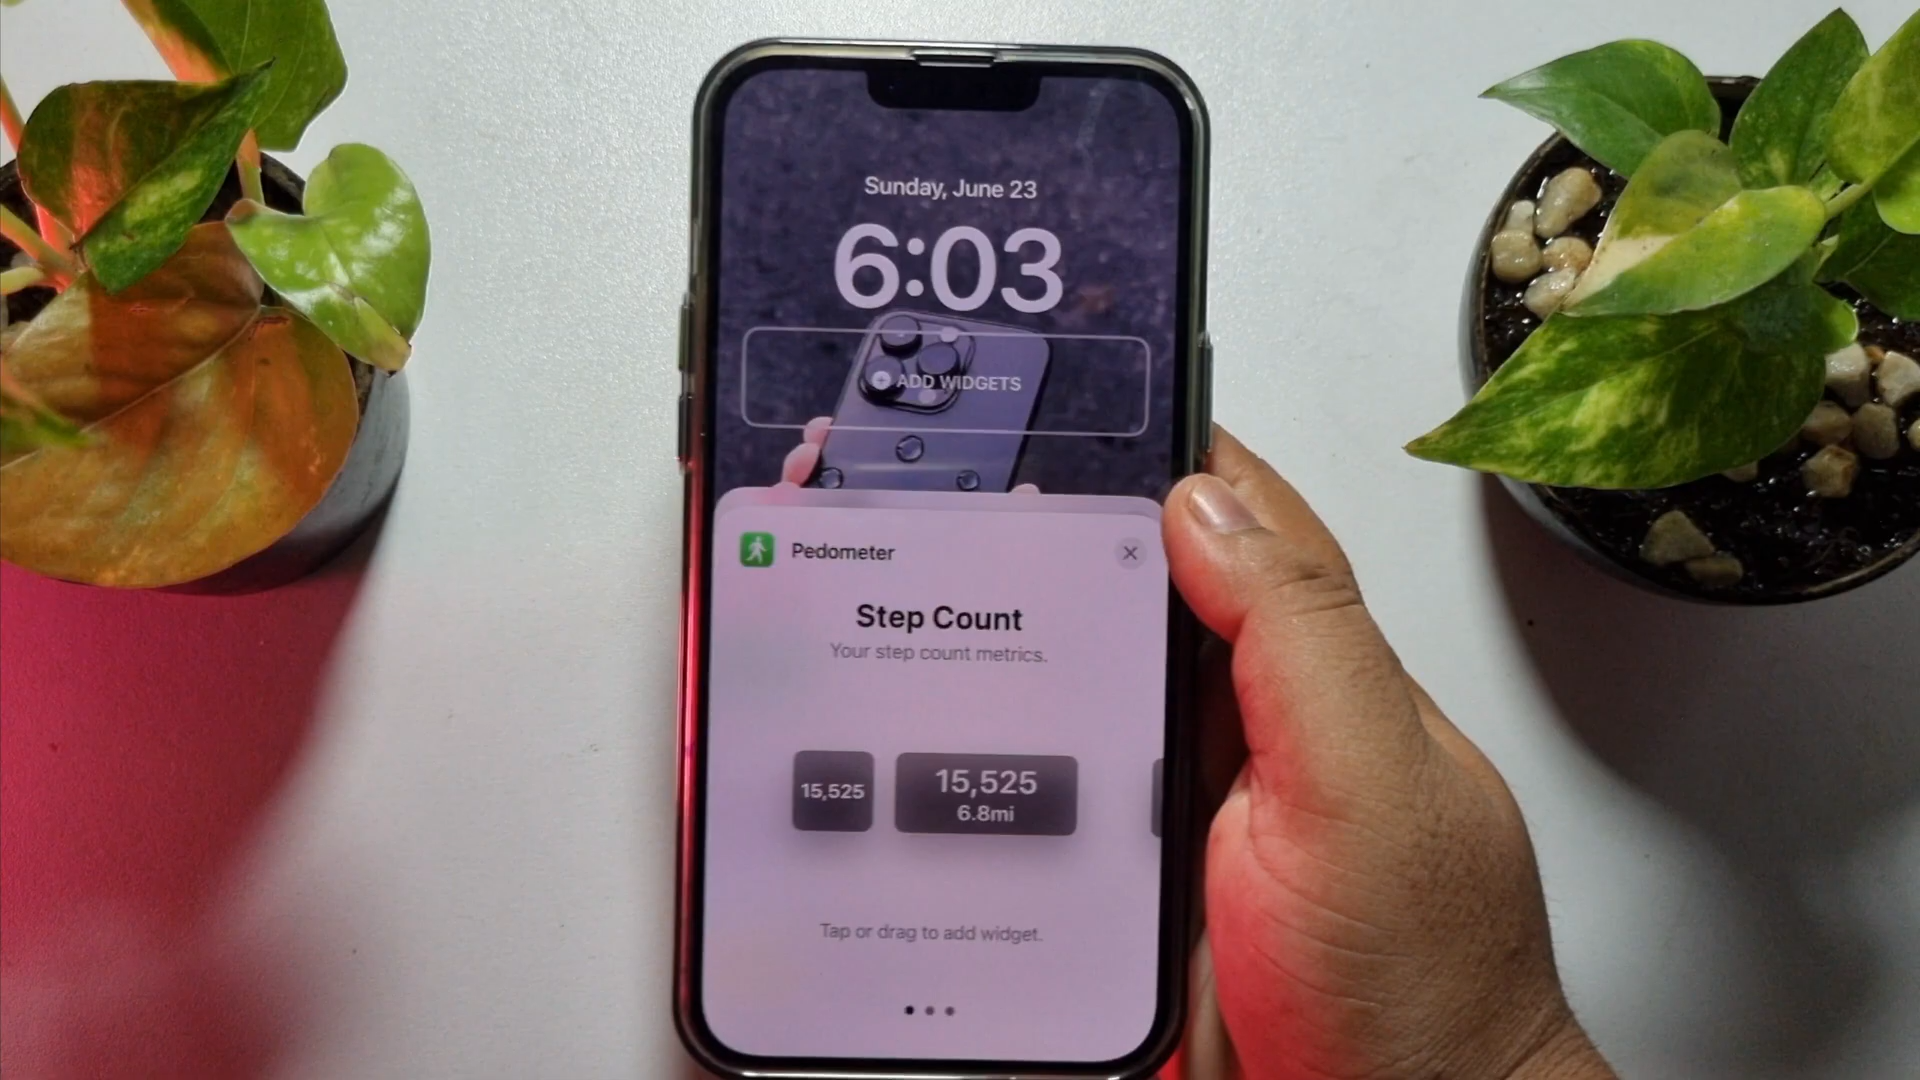 Sunday, June 23
6:03
ADD WIDGETS
Pedometer
Step Count
Your step count metrics.
15,525
15,525
6.8mi
Tap or drag to add widget.